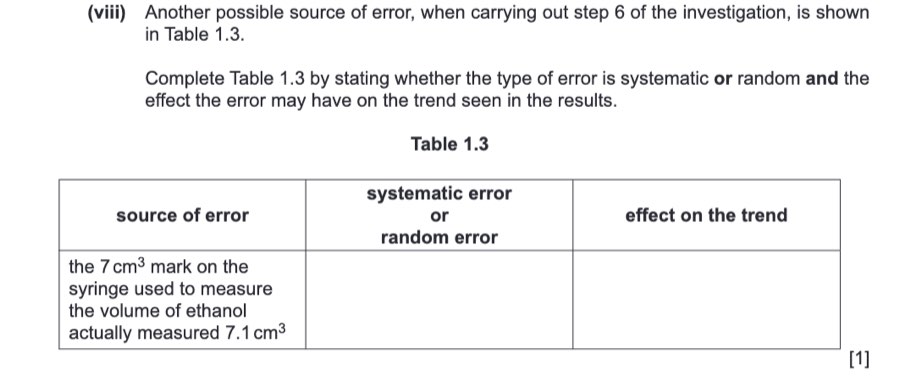 (viii) Another possible source of error, when carrying out step 6 of the investigation, is shown
in Table 1.3.
Complete Table 1.3 by stating whether the type of error is systematic or random and the
effect the error may have on the trend seen in the results.
Table 1.3
source of error
systematic error
or
random error
effect on the trend
the 7 cm³ mark on the
syringe used to measure
the volume of ethanol
actually measured 7.1 cm³
[1]